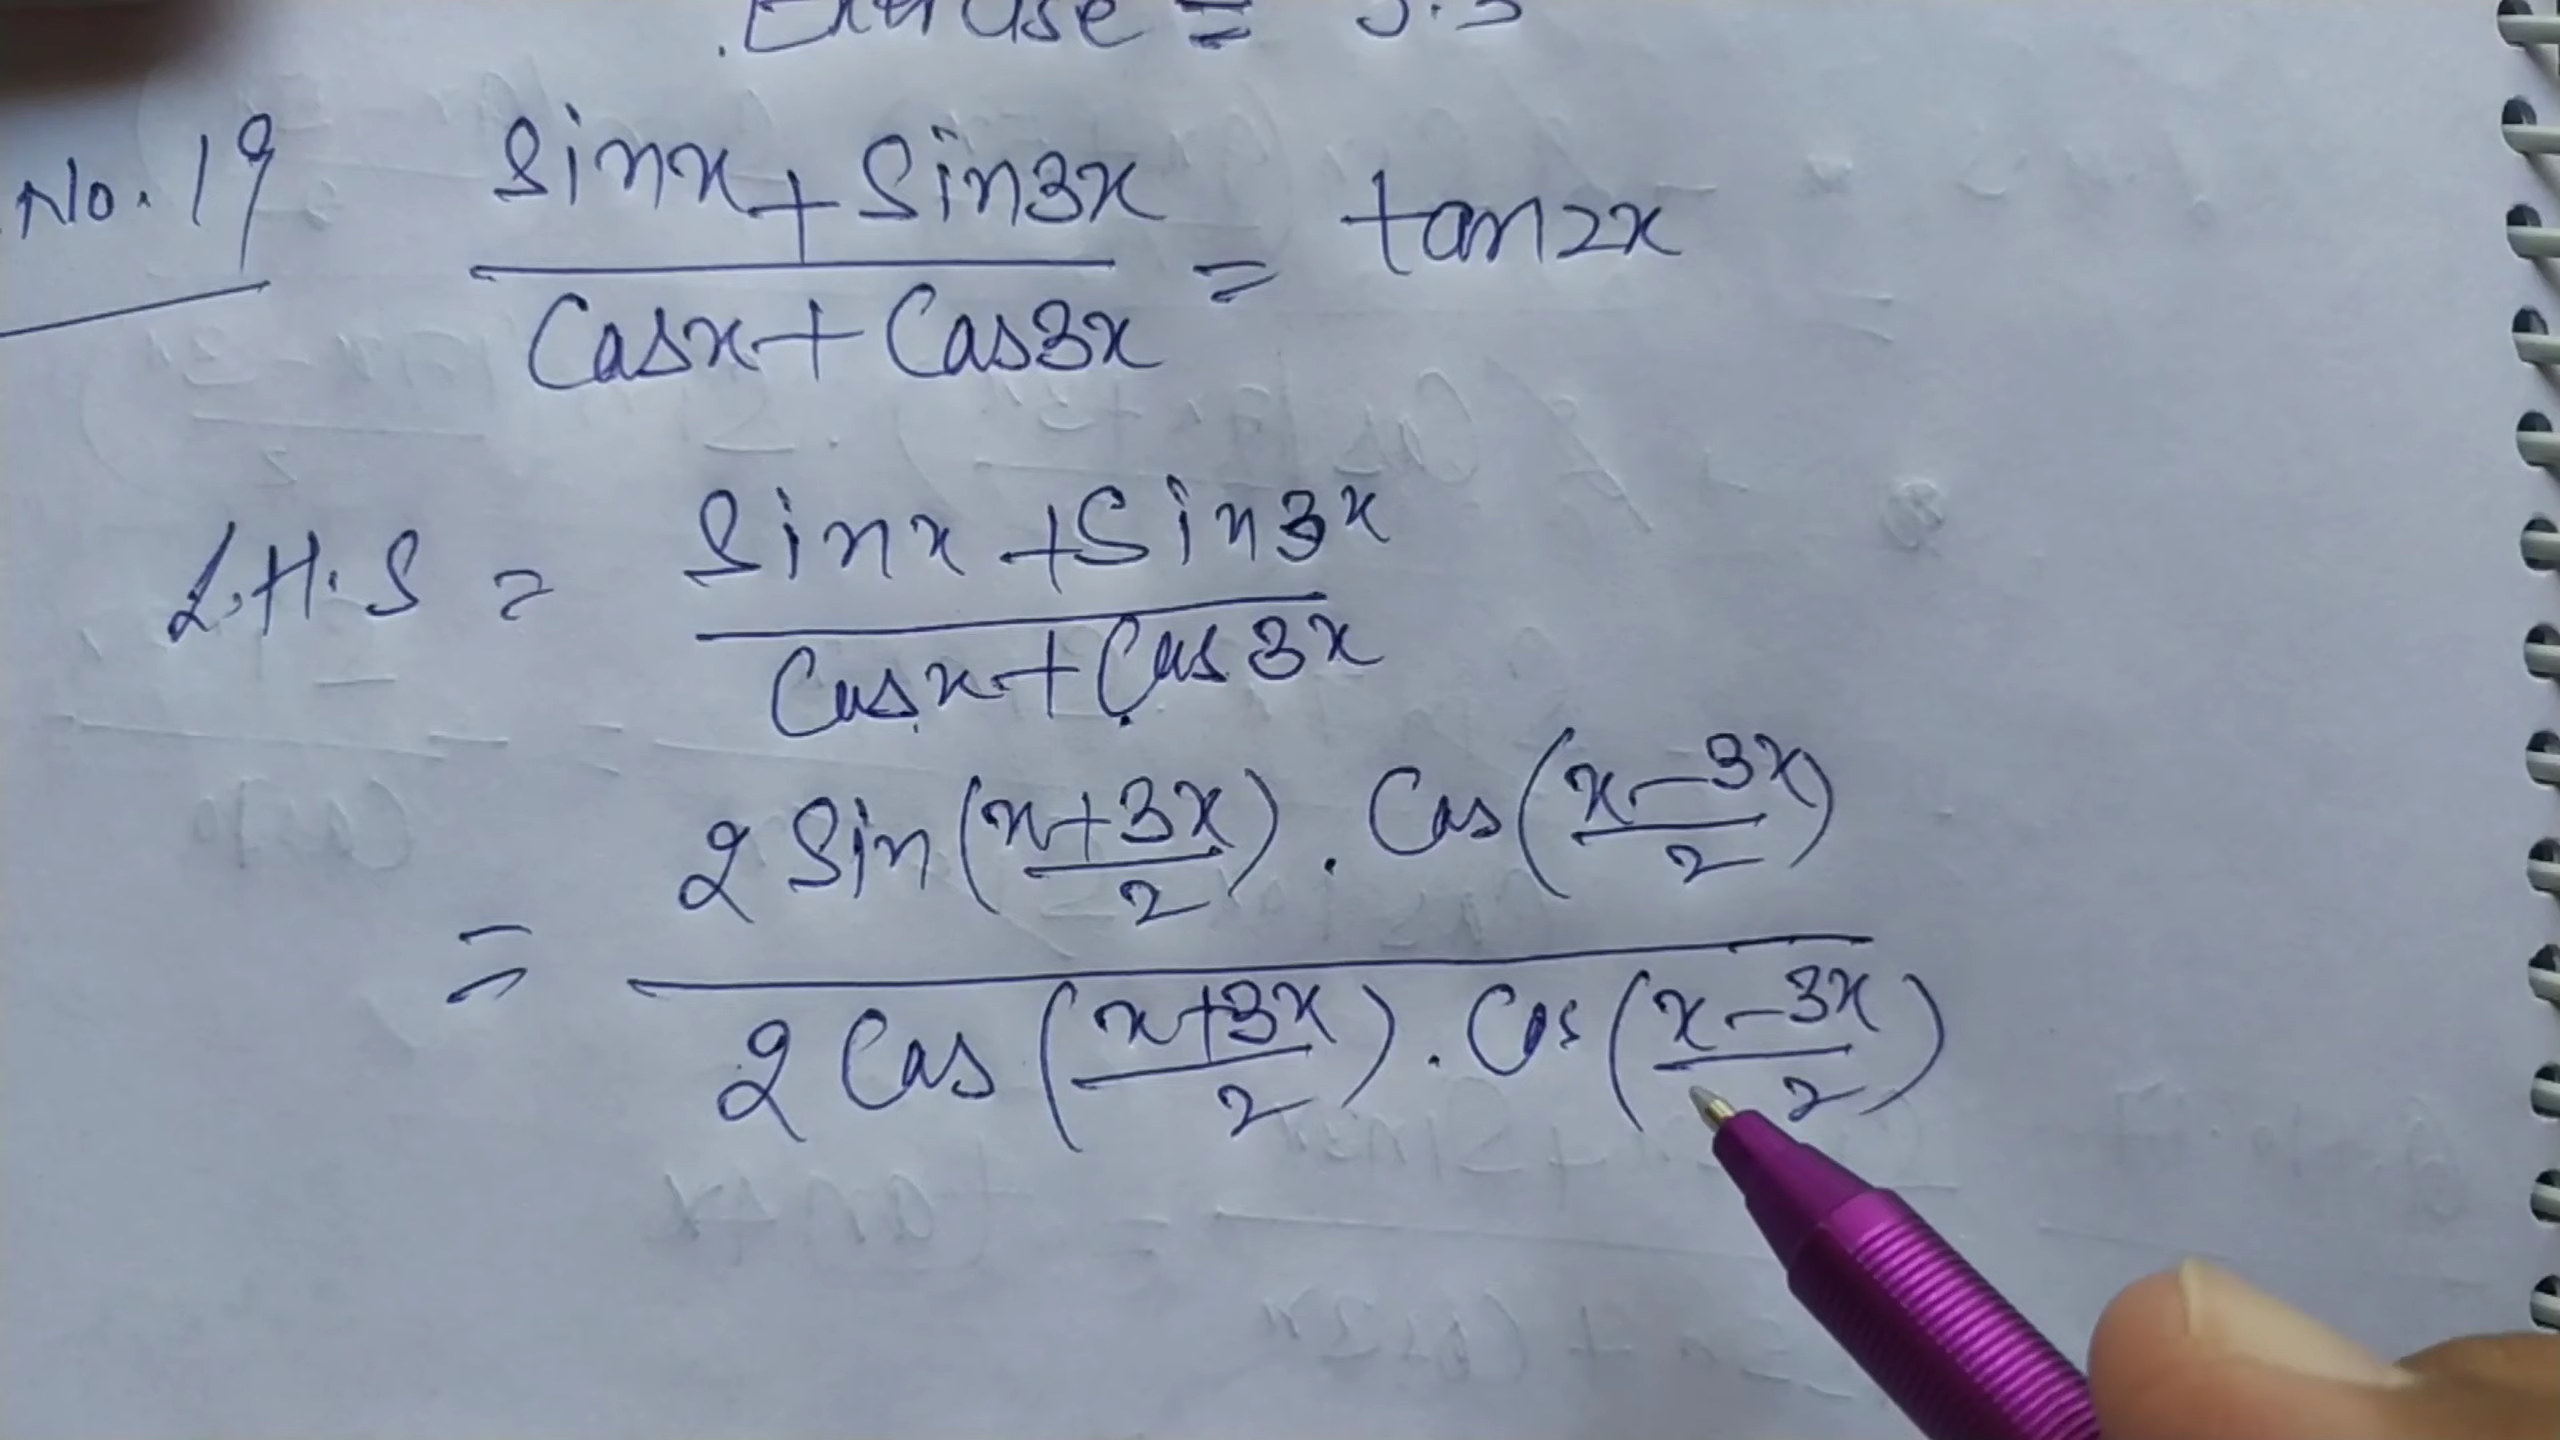 Exercise = 3.3
No. 19 (Sinx + Sin3x)/(Cosx + Cos3x) = tan2x
L.H.S = (Sinx + Sin3x)/(Cosx + Cos3x)
= (2 Sin((x+3x)/2) . Cos((x-3x)/2))/(2 Cos((x+3x)/2) . Cos((x-3x)/2))